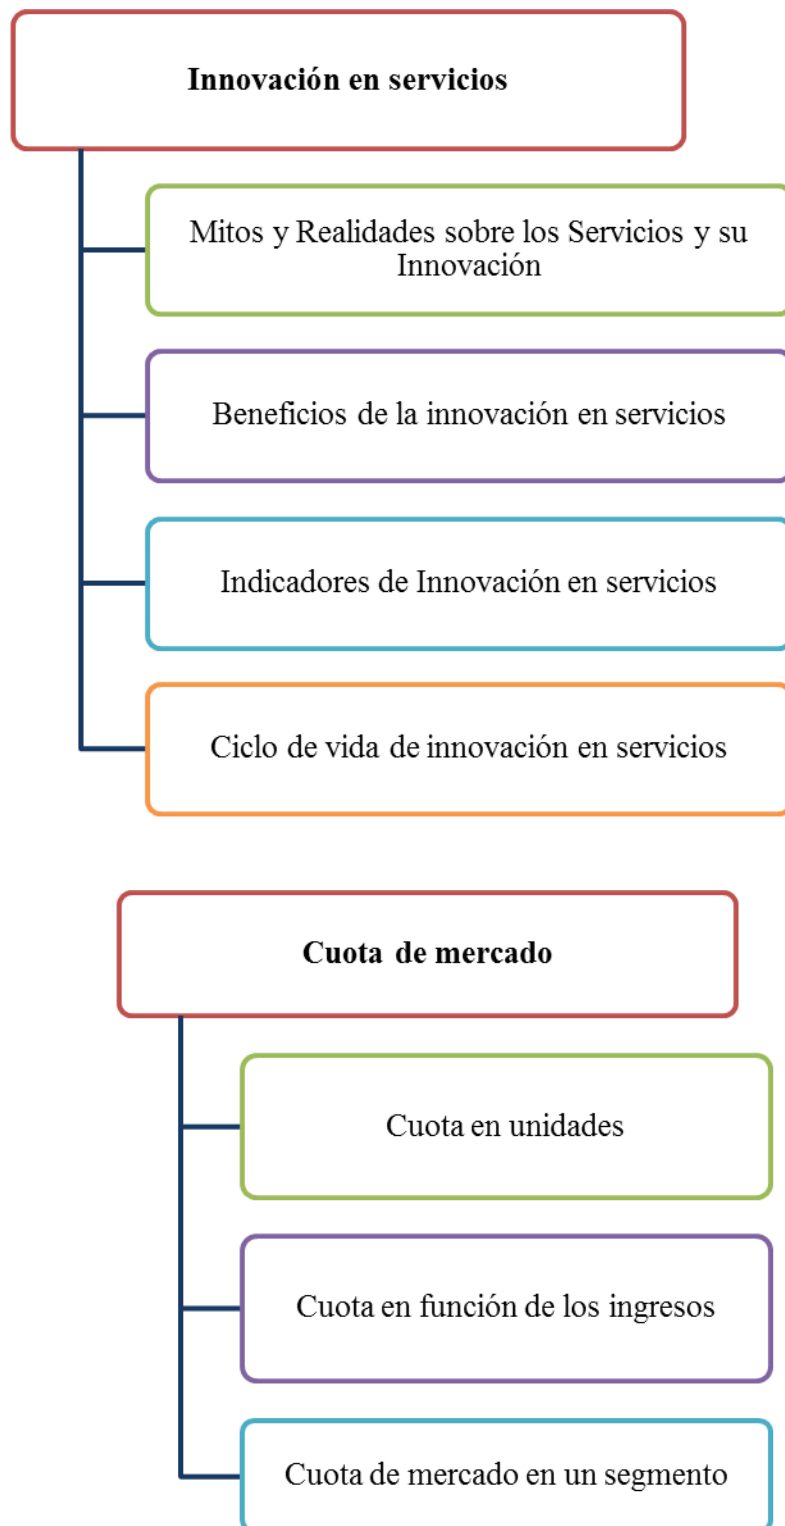 Innovación en servicios
Mitos y Realidades sobre los Servicios y su
Innovación
Beneficios de la innovación en servicios
Indicadores de Innovación en servicios
Ciclo de vida de innovación en servicios
Cuota de mercado
Cuota en unidades
Cuota en función de los ingresos
Cuota de mercado en un segmento